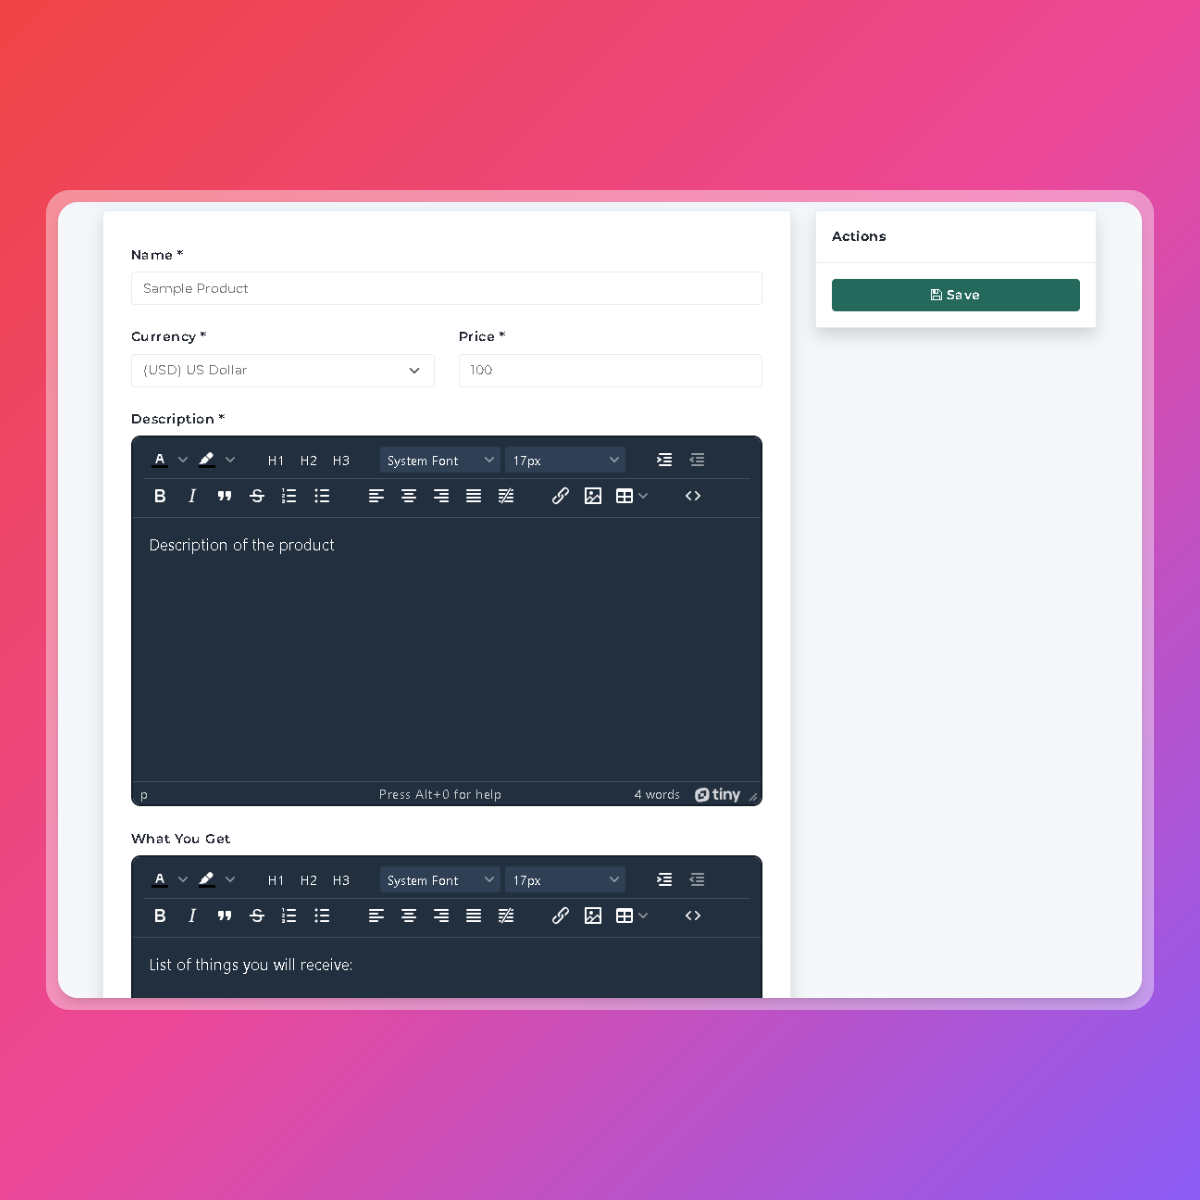 Name *
Sample Product
Currency *
Price *
(USD) US Dollar
100
Description *
A
H1 H2 H3
System Font
17px
B I
Description of the product
p
Press Alt+0 for help
4 words
tiny
What You Get
A
H1 H2 H3
System Font
17px
B I
List of things you will receive:
Actions
Save